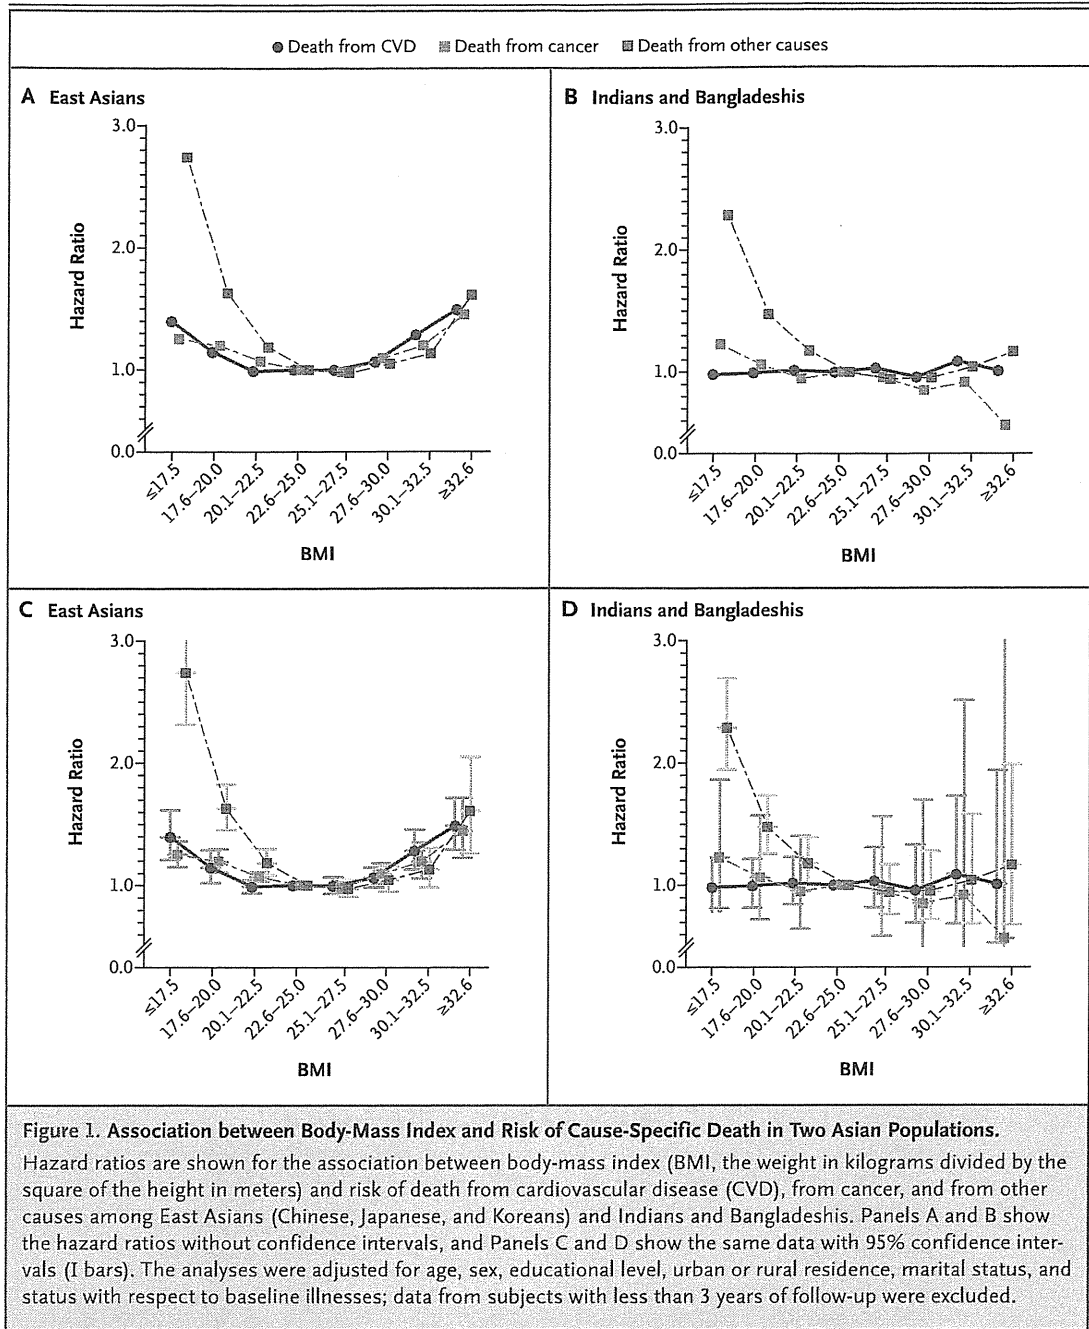 Death from CVD Death from cancer Death from other causes
A East Asians
3.0
2.0
1.0
0.0
Hazard Ratio
≤17.5
17.6–20.0
20.1–22.5
22.6–25.0
25.1–27.5
27.6–30.0
30.1–32.5
≥32.6
BMI
B Indians and Bangladeshis
3.0
2.0
1.0
0.0
Hazard Ratio
≤17.5
17.6–20.0
20.1–22.5
22.6–25.0
25.1–27.5
27.6–30.0
30.1–32.5
≥32.6
BMI
C East Asians
3.0
2.0
1.0
0.0
Hazard Ratio
≤17.5
17.6–20.0
20.1–22.5
22.6–25.0
25.1–27.5
27.6–30.0
30.1–32.5
≥32.6
BMI
D Indians and Bangladeshis
3.0
2.0
1.0
0.0
Hazard Ratio
≤17.5
17.6–20.0
20.1–22.5
22.6–25.0
25.1–27.5
27.6–30.0
30.1–32.5
≥32.6
BMI
Figure 1. Association between Body-Mass Index and Risk of Cause-Specific Death in Two Asian Populations.
Hazard ratios are shown for the association between body-mass index (BMI, the weight in kilograms divided by the
square of the height in meters) and risk of death from cardiovascular disease (CVD), from cancer, and from other
causes among East Asians (Chinese, Japanese, and Koreans) and Indians and Bangladeshis. Panels A and B show
the hazard ratios without confidence intervals, and Panels C and D show the same data with 95% confidence inter-
vals (I bars). The analyses were adjusted for age, sex, educational level, urban or rural residence, marital status, and
status with respect to baseline illnesses; data from subjects with less than 3 years of follow-up were excluded.